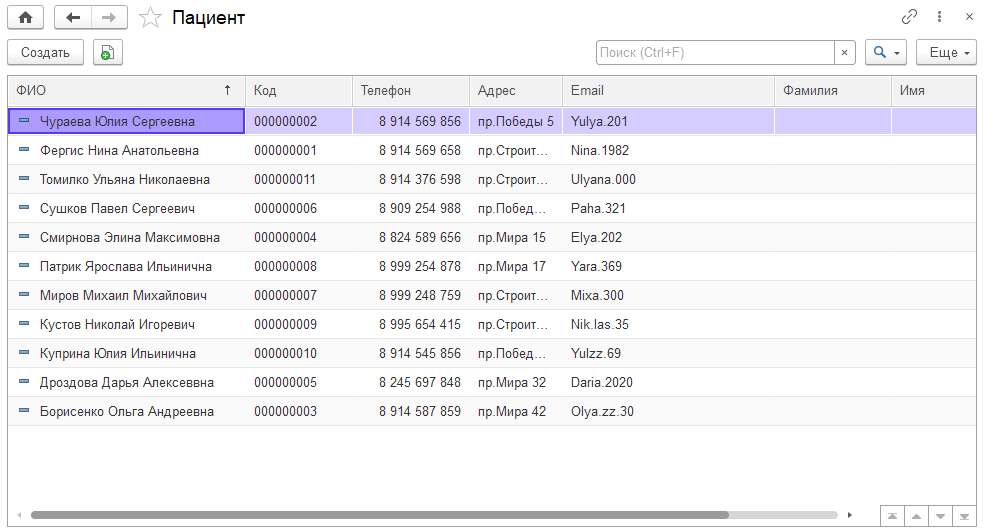 Пациент
Создать Поиск (Ctrl+F) × Еще
ФИО ↑ Код Телефон Адрес Email Фамилия Имя
Чураева Юлия Сергеевна 000000002 8 914 569 856 пр.Победы 5 Yulya.201
Фергис Нина Анатольевна 000000001 8 914 569 658 пр.Строит... Nina.1982
Томилко Ульяна Николаевна 000000011 8 914 376 598 пр.Строит... Ulyana.000
Сушков Павел Сергеевич 000000006 8 909 254 988 пр.Побед... Paha.321
Смирнова Элина Максимовна 000000004 8 824 589 656 пр.Мира 15 Elya.202
Патрик Ярослава Ильинична 000000008 8 999 254 878 пр.Мира 17 Yara.369
Миров Михаил Михайлович 000000007 8 999 248 759 пр.Строит... Mixa.300
Кустов Николай Игоревич 000000009 8 995 654 415 пр.Строит... Nik.las.35
Куприна Юлия Ильинична 000000010 8 914 545 856 пр.Побед... Yulzz.69
Дроздова Дарья Алексеввна 000000005 8 245 697 848 пр.Мира 32 Daria.2020
Борисенко Ольга Андреевна 000000003 8 914 587 859 пр.Мира 42 Olya.zz.30